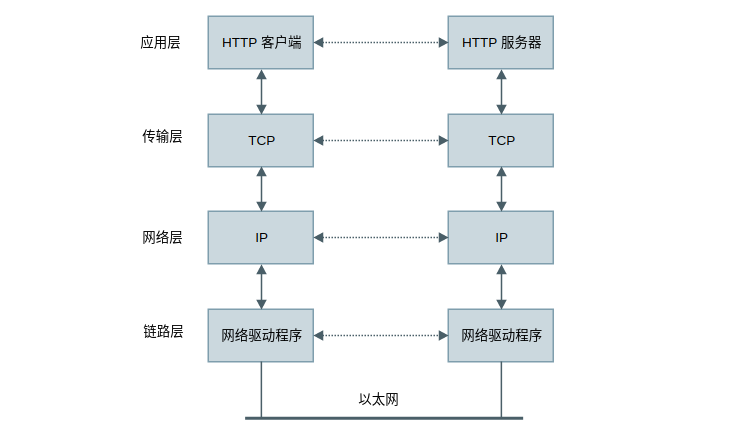 应用层
HTTP 客户端
HTTP 服务器
传输层
TCP
TCP
网络层
IP
IP
链路层
网络驱动程序
网络驱动程序
以太网